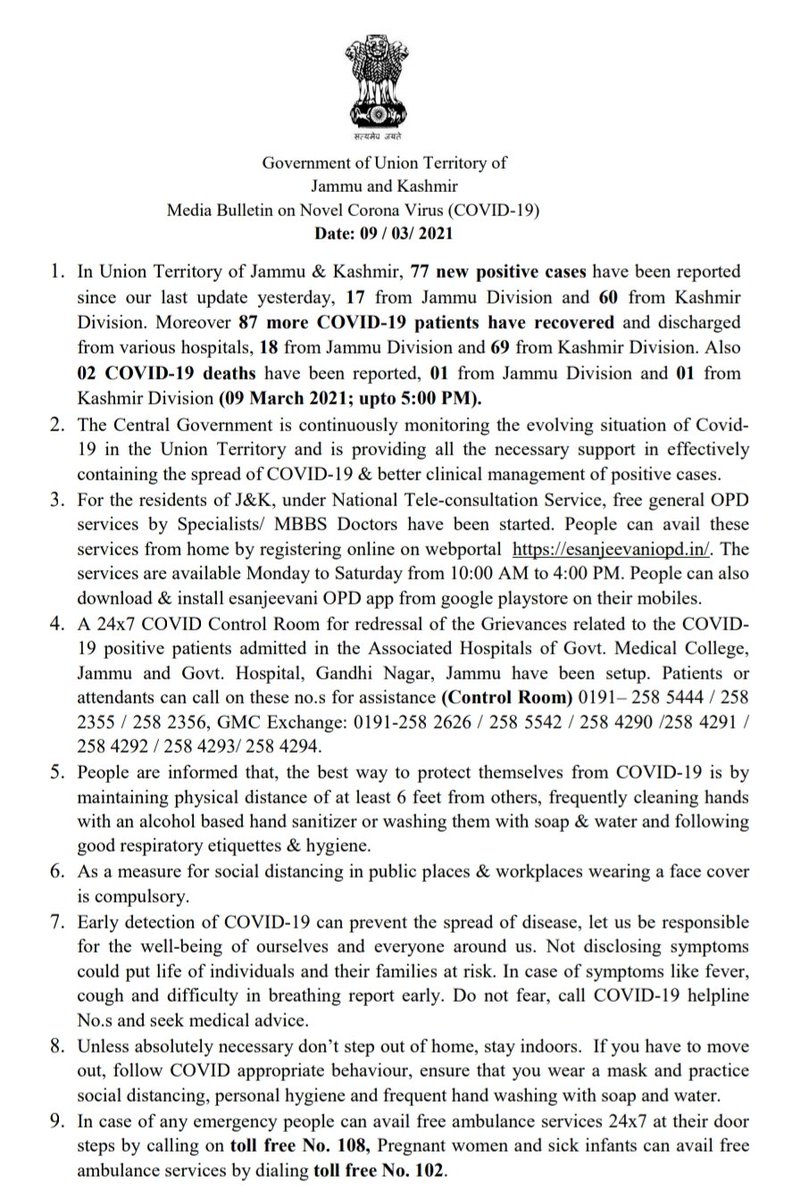 सत्यमेव जयते
Government of Union Territory of
Jammu and Kashmir
Media Bulletin on Novel Corona Virus (COVID-19)
Date: 09 / 03/ 2021
1. In Union Territory of Jammu & Kashmir, 77 new positive cases have been reported
since our last update yesterday, 17 from Jammu Division and 60 from Kashmir
Division. Moreover 87 more COVID-19 patients have recovered and discharged
from various hospitals, 18 from Jammu Division and 69 from Kashmir Division. Also
02 COVID-19 deaths have been reported, 01 from Jammu Division and 01 from
Kashmir Division (09 March 2021; upto 5:00 PM).
2. The Central Government is continuously monitoring the evolving situation of Covid-
19 in the Union Territory and is providing all the necessary support in effectively
containing the spread of COVID-19 & better clinical management of positive cases.
3. For the residents of J&K, under National Tele-consultation Service, free general OPD
services by Specialists/ MBBS Doctors have been started. People can avail these
services from home by registering online on webportal https://esanjeevaniopd.in/. The
services are available Monday to Saturday from 10:00 AM to 4:00 PM. People can also
download & install esanjeevani OPD app from google playstore on their mobiles.
4. A 24x7 COVID Control Room for redressal of the Grievances related to the COVID-
19 positive patients admitted in the Associated Hospitals of Govt. Medical College,
Jammu and Govt. Hospital, Gandhi Nagar, Jammu have been setup. Patients or
attendants can call on these no.s for assistance (Control Room) 0191– 258 5444 / 258
2355 / 258 2356, GMC Exchange: 0191-258 2626 / 258 5542 / 258 4290 /258 4291 /
258 4292 / 258 4293/ 258 4294.
5. People are informed that, the best way to protect themselves from COVID-19 is by
maintaining physical distance of at least 6 feet from others, frequently cleaning hands
with an alcohol based hand sanitizer or washing them with soap & water and following
good respiratory etiquettes & hygiene.
6. As a measure for social distancing in public places & workplaces wearing a face cover
is compulsory.
7. Early detection of COVID-19 can prevent the spread of disease, let us be responsible
for the well-being of ourselves and everyone around us. Not disclosing symptoms
could put life of individuals and their families at risk. In case of symptoms like fever,
cough and difficulty in breathing report early. Do not fear, call COVID-19 helpline
No.s and seek medical advice.
8. Unless absolutely necessary don’t step out of home, stay indoors. If you have to move
out, follow COVID appropriate behaviour, ensure that you wear a mask and practice
social distancing, personal hygiene and frequent hand washing with soap and water.
9. In case of any emergency people can avail free ambulance services 24x7 at their door
steps by calling on toll free No. 108, Pregnant women and sick infants can avail free
ambulance services by dialing toll free No. 102.